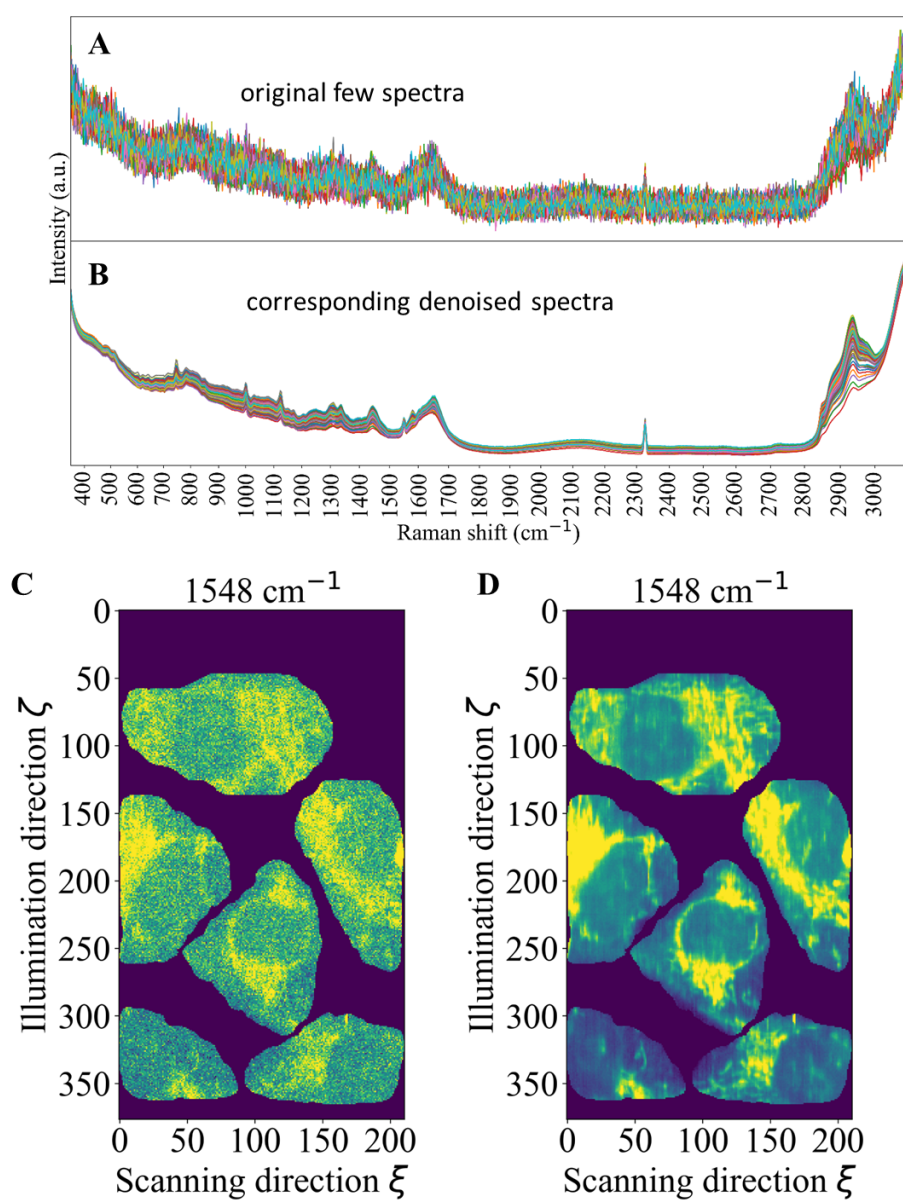 A
original few spectra
Intensity (a.u.)
B
corresponding denoised spectra
400 500 600 700 800 900 1000 1100 1200 1300 1400 1500 1600 1700 1800 1900 2000 2100 2200 2300 2400 2500 2600 2700 2800 2900 3000
Raman shift (cm⁻¹)
C
1548 cm⁻¹
0
50
100
150
200
250
300
350
Illumination direction ζ
0 50 100 150 200
Scanning direction ξ
D
1548 cm⁻¹
0
50
100
150
200
250
300
350
Illumination direction ζ
0 50 100 150 200
Scanning direction ξ